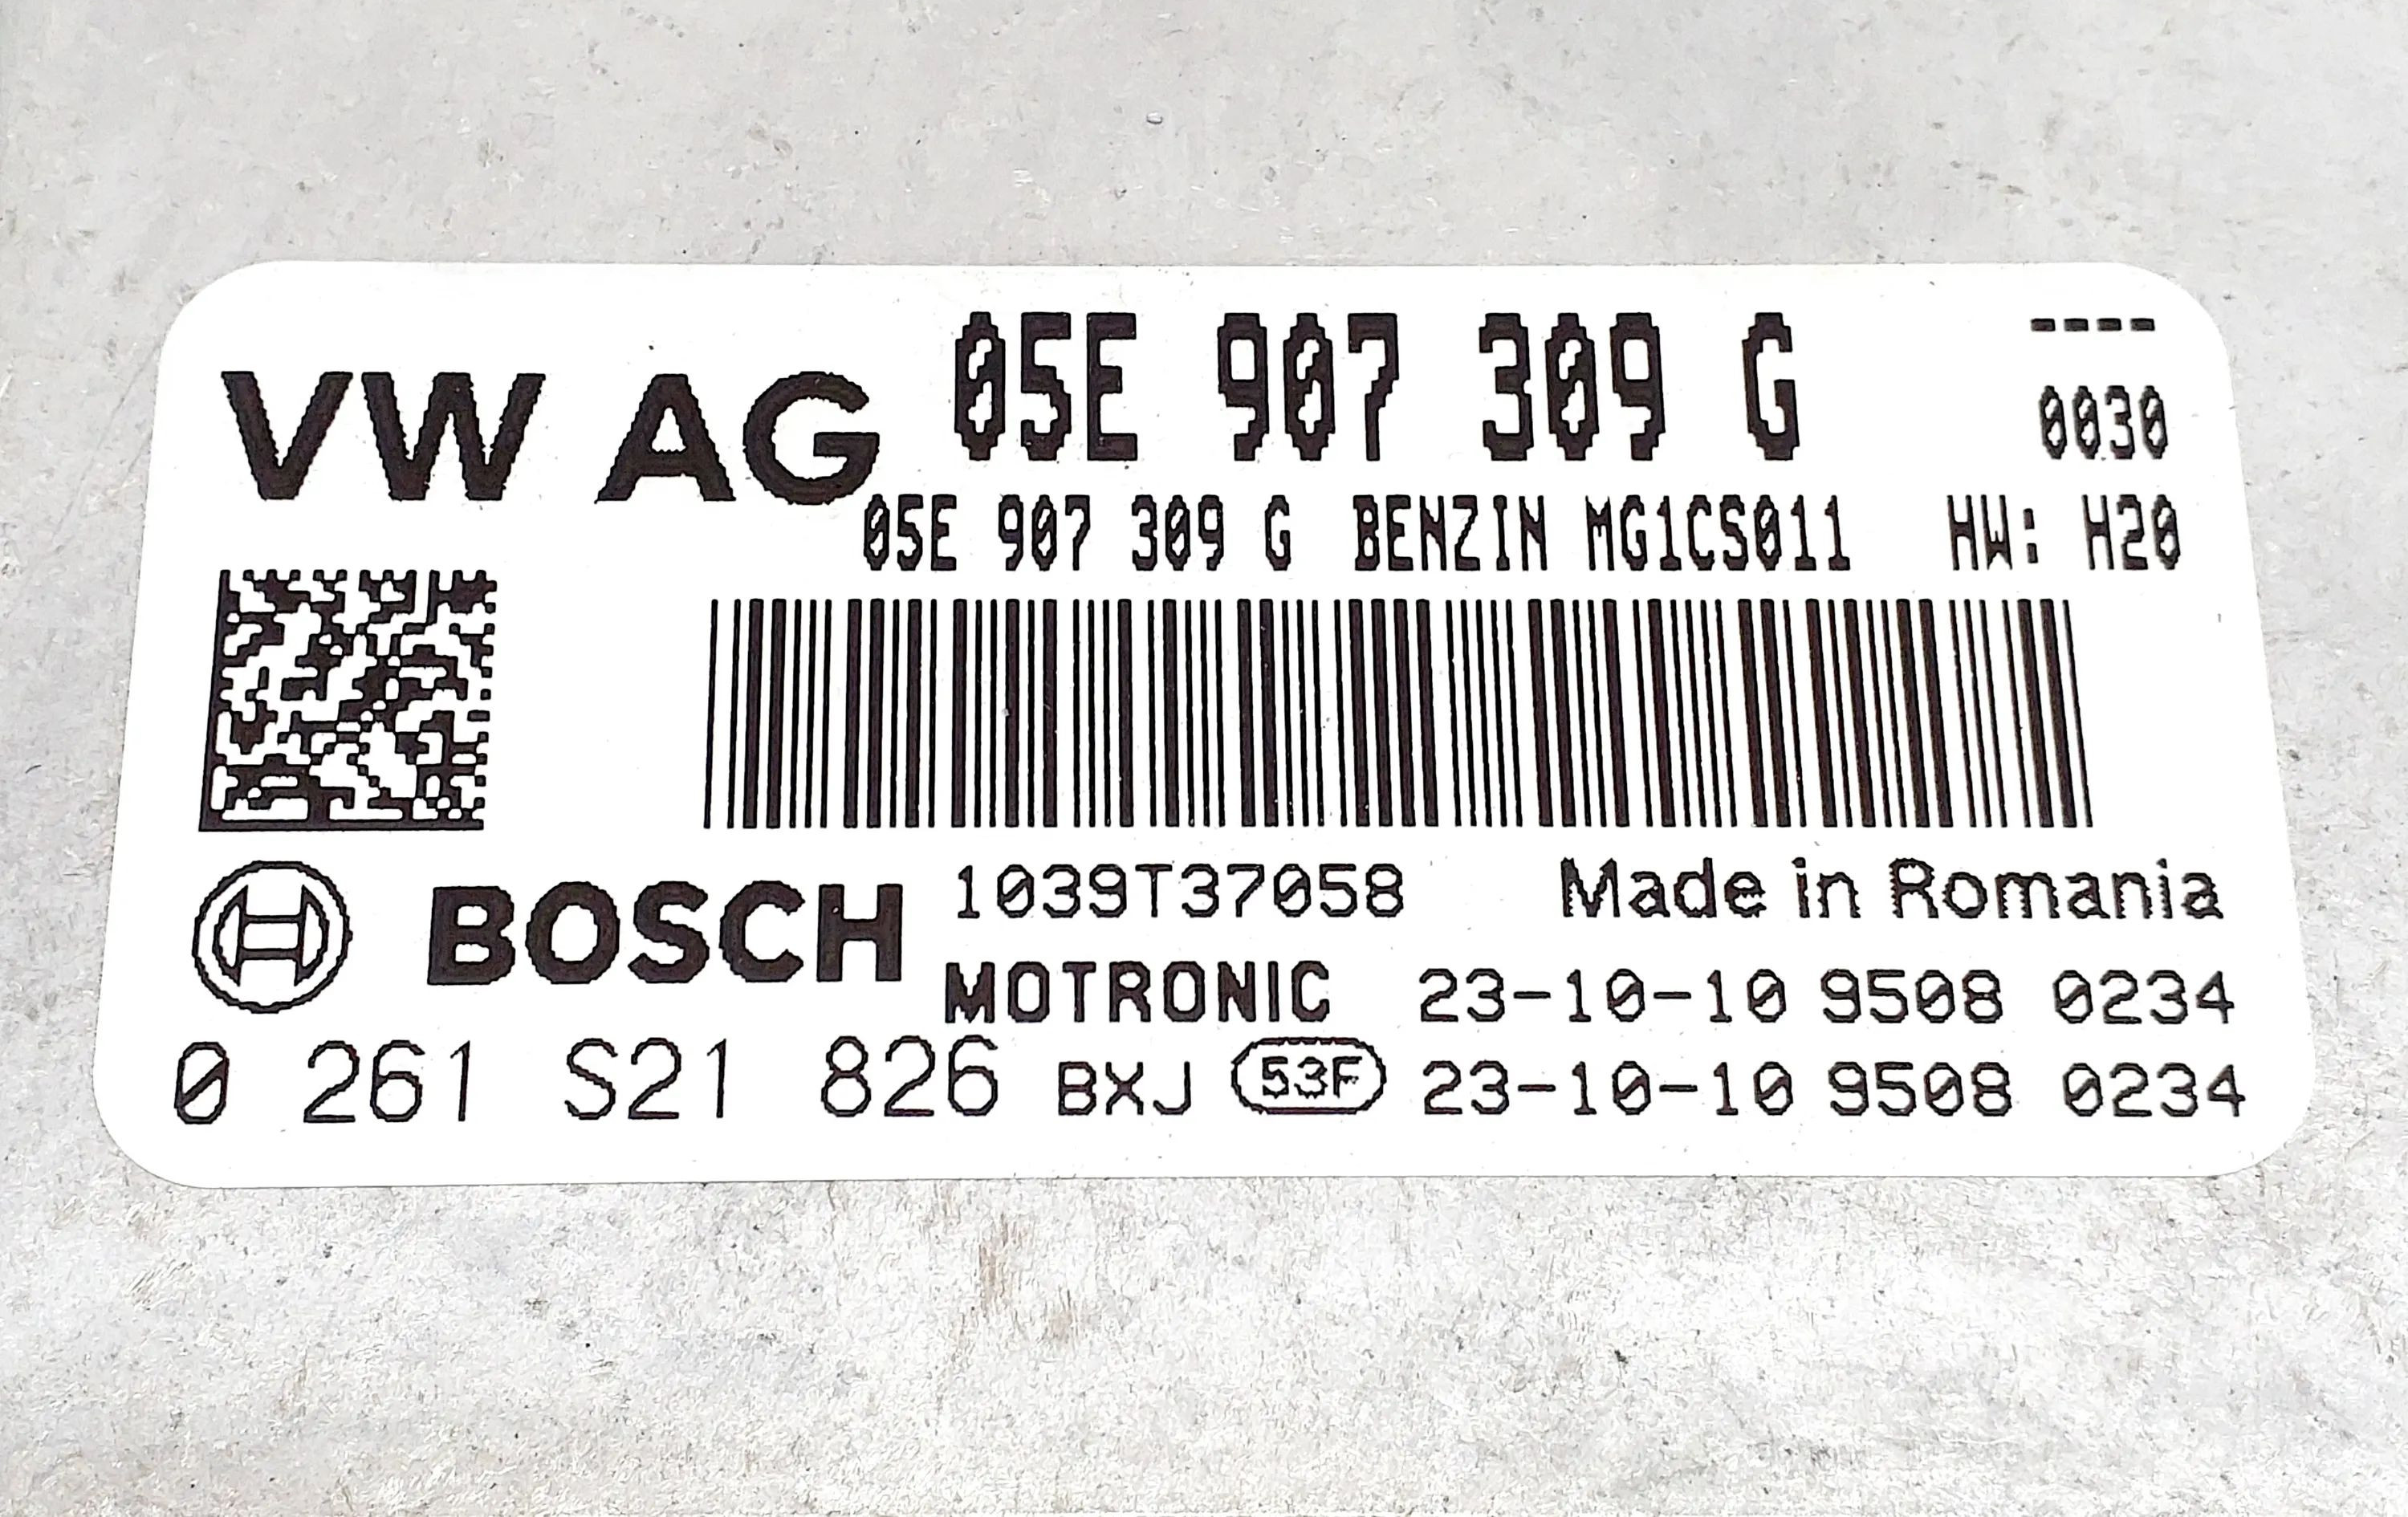 VW AG 05E 907 309 G ----
0030
05E 907 309 G BENZIN MG1CS011 HW: H20
BOSCH 1039T37058 Made in Romania
MOTRONIC 23-10-10 9508 0234
0 261 S21 826 BXJ 53F 23-10-10 9508 0234